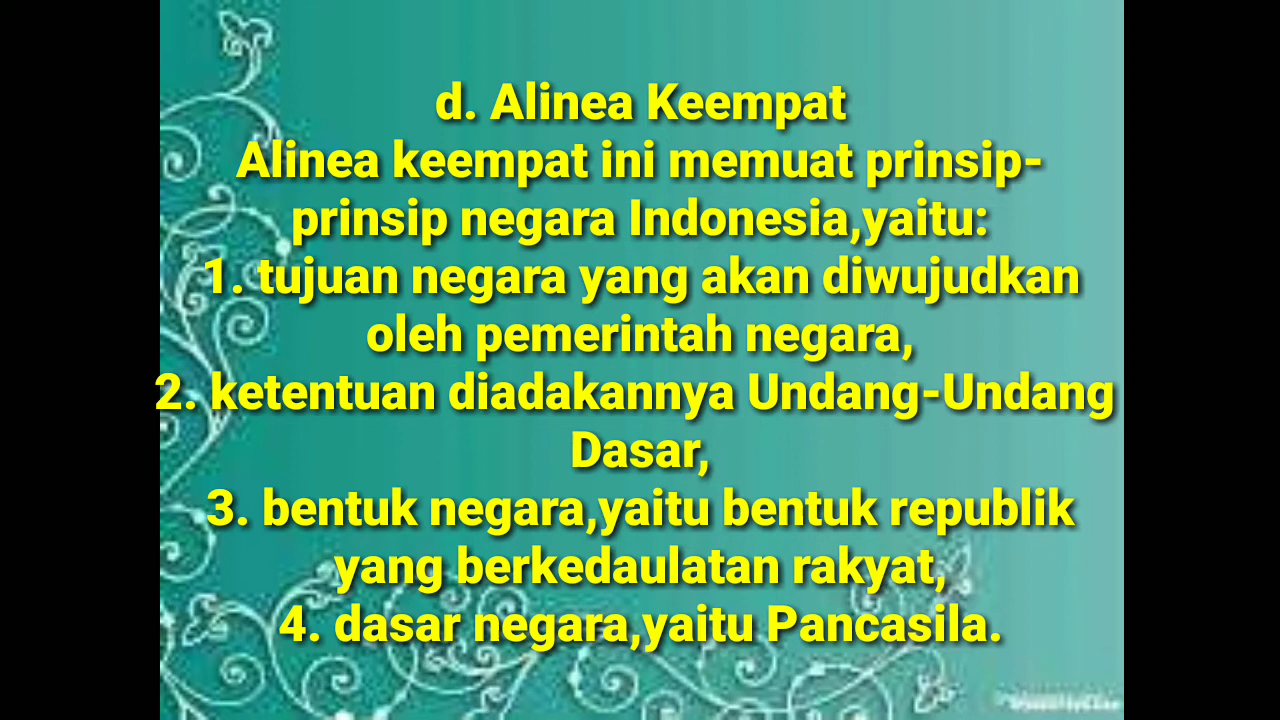 d. Alinea Keempat
Alinea keempat ini memuat prinsip-
prinsip negara Indonesia,yaitu:
1. tujuan negara yang akan diwujudkan
oleh pemerintah negara,
2. ketentuan diadakannya Undang-Undang
Dasar,
3. bentuk negara,yaitu bentuk republik
yang berkedaulatan rakyat,
4. dasar negara,yaitu Pancasila.